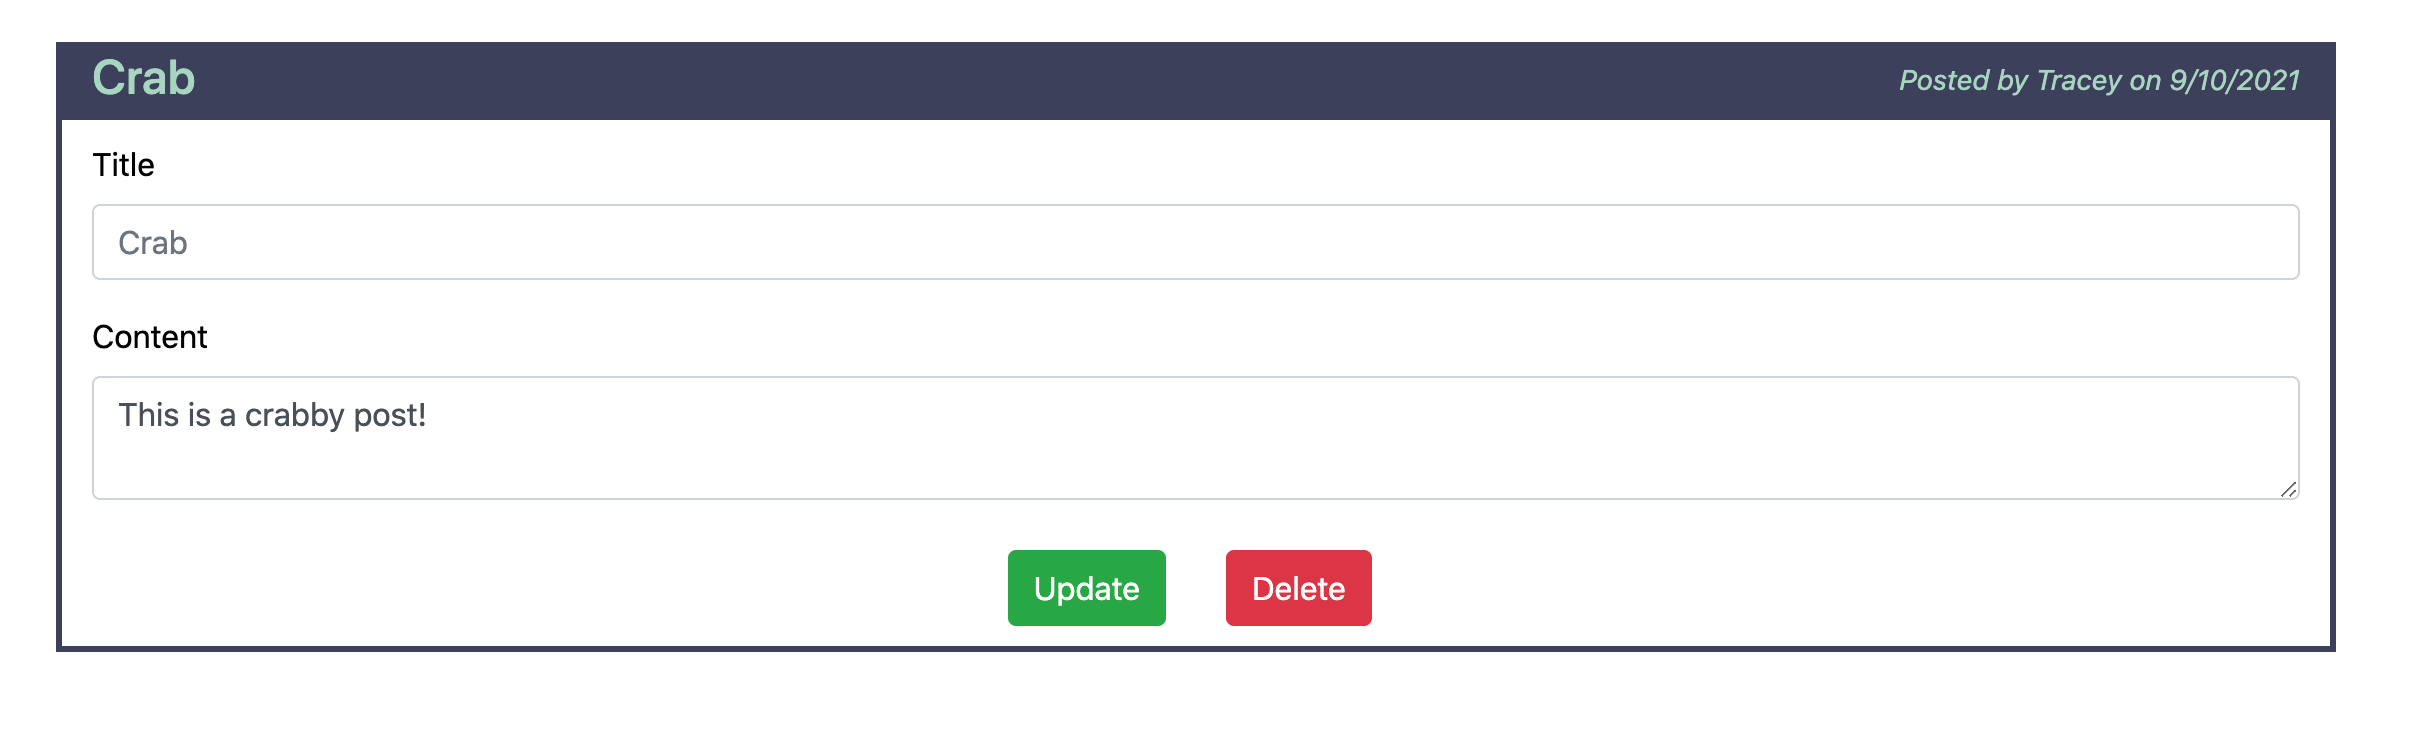 Crab
Posted by Tracey on 9/10/2021
Title
Crab
Content
This is a crabby post!
Update
Delete